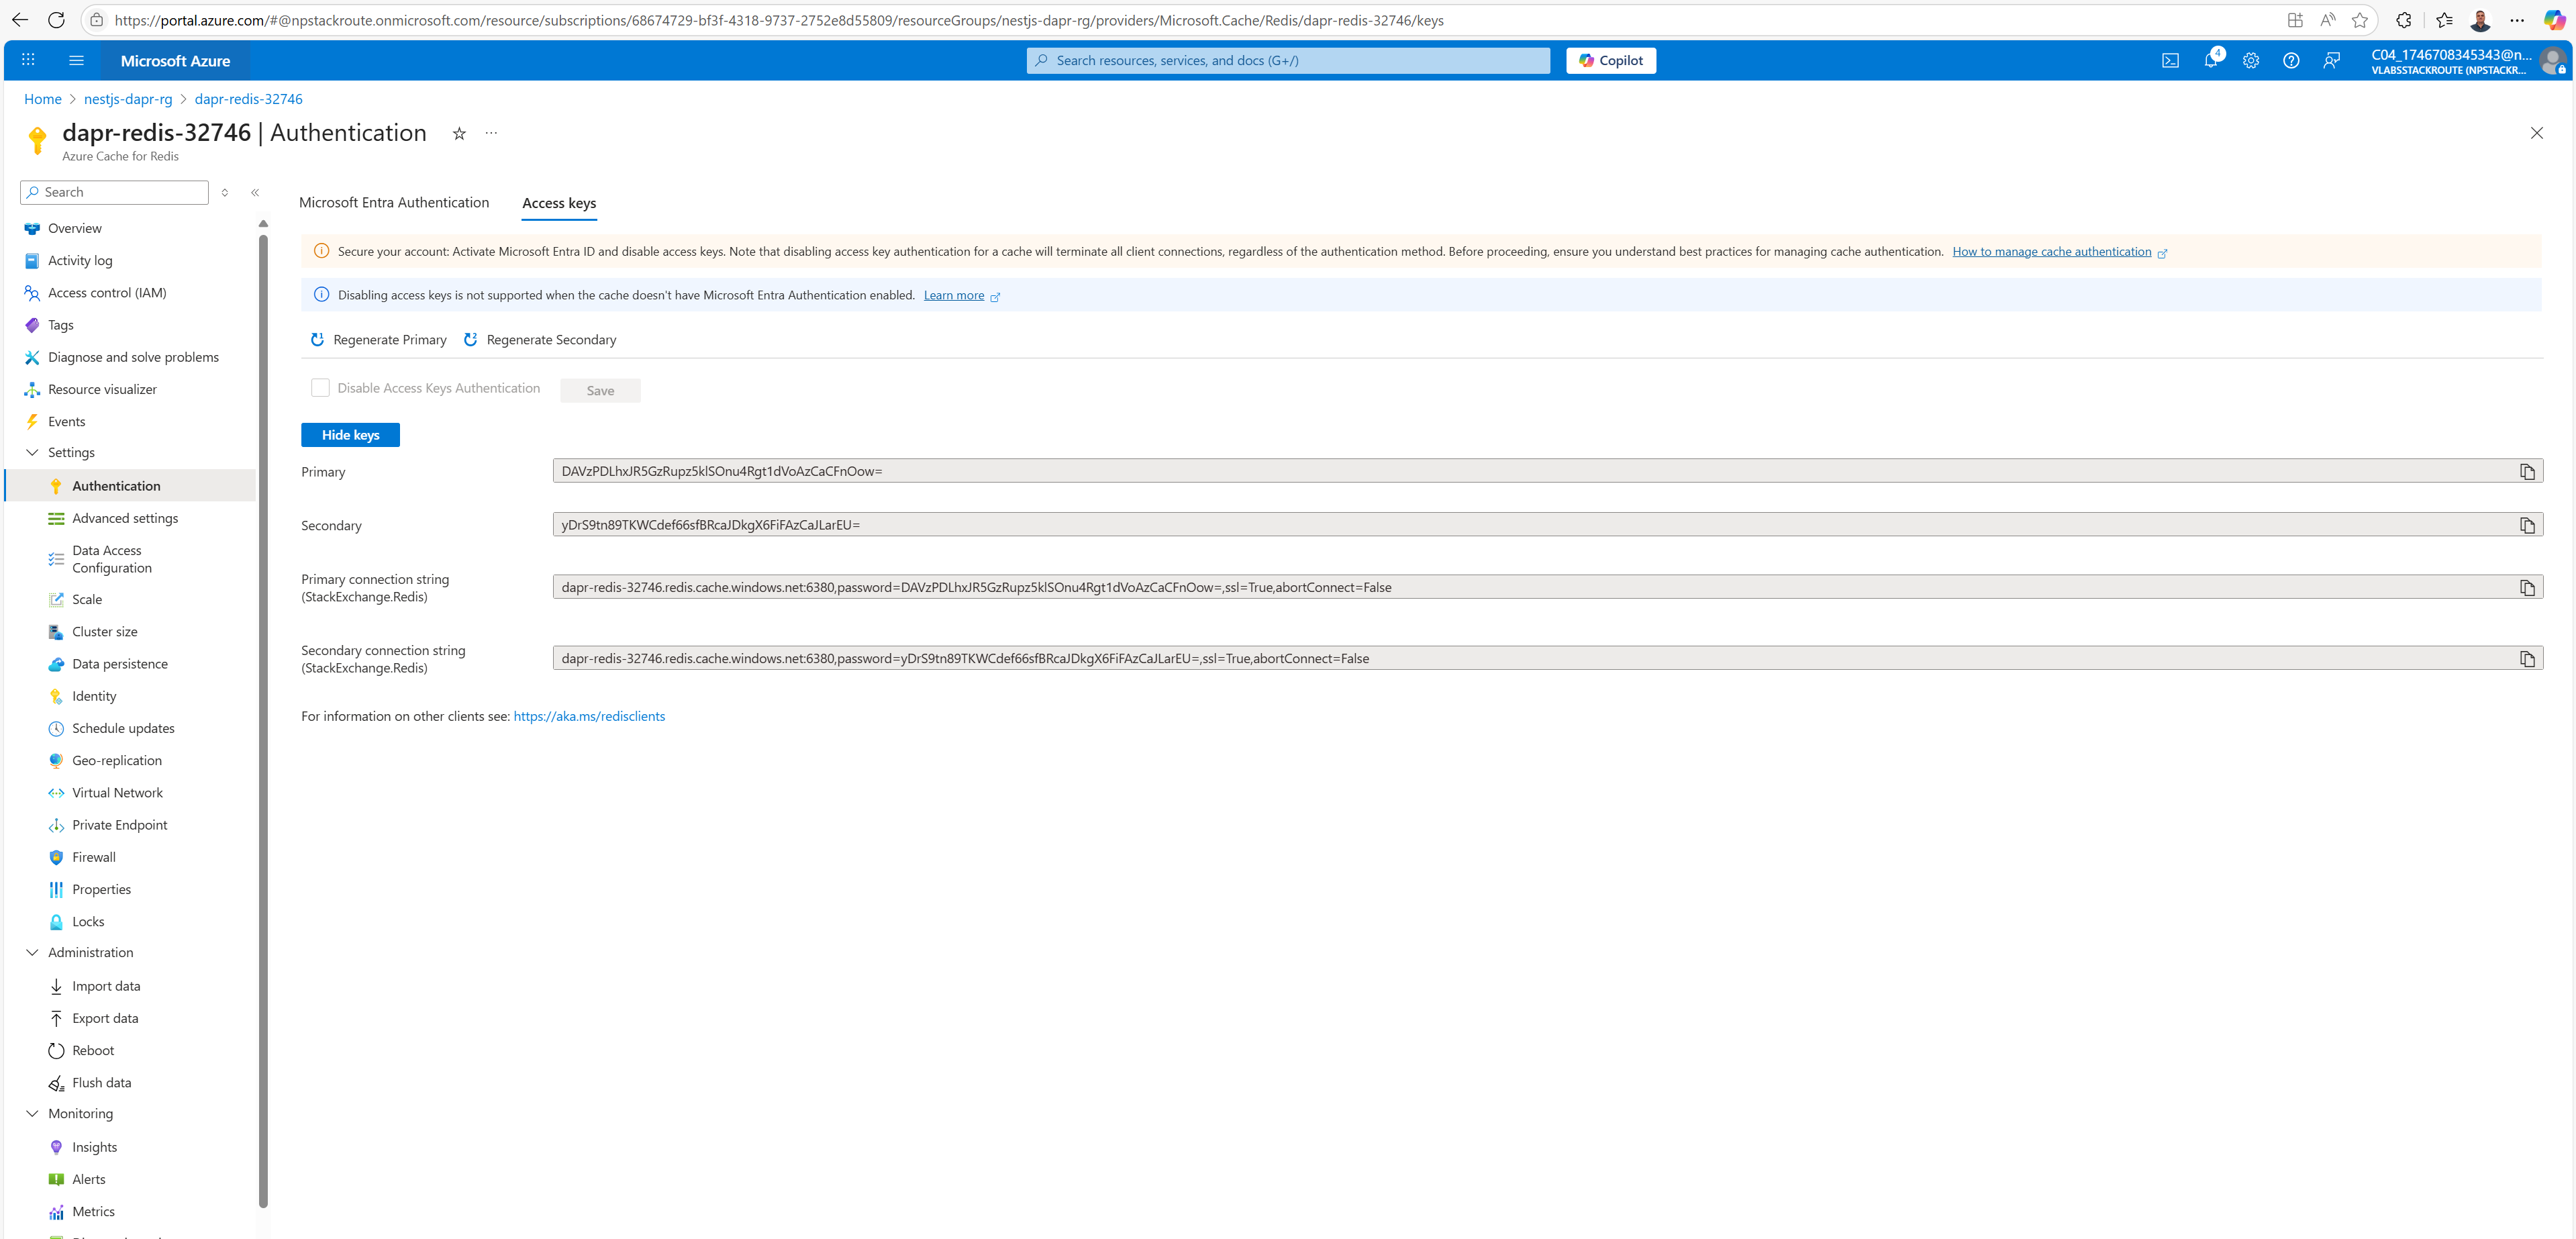 https://portal.azure.com/#@npstackroute.onmicrosoft.com/resource/subscriptions/68674729-bf3f-4318-9737-2752e8d55809/resourceGroups/nestjs-dapr-rg/providers/Microsoft.Cache/Redis/dapr-redis-32746/keys
Microsoft Azure
Search resources, services, and docs (G+/)
Copilot
4
C04_1746708345343@n...
VLABSSTACKROUTE (NPSTACKR...
Home > nestjs-dapr-rg > dapr-redis-32746
dapr-redis-32746 | Authentication
Azure Cache for Redis
Search
Overview
Activity log
Access control (IAM)
Tags
Diagnose and solve problems
Resource visualizer
Events
Settings
Authentication
Advanced settings
Data Access
Configuration
Scale
Cluster size
Data persistence
Identity
Schedule updates
Geo-replication
Virtual Network
Private Endpoint
Firewall
Properties
Locks
Administration
Import data
Export data
Reboot
Flush data
Monitoring
Insights
Alerts
Metrics
Microsoft Entra Authentication
Access keys
Secure your account: Activate Microsoft Entra ID and disable access keys. Note that disabling access key authentication for a cache will terminate all client connections, regardless of the authentication method. Before proceeding, ensure you understand best practices for managing cache authentication. How to manage cache authentication
Disabling access keys is not supported when the cache doesn't have Microsoft Entra Authentication enabled. Learn more
Regenerate Primary
Regenerate Secondary
Disable Access Keys Authentication
Save
Hide keys
Primary
DAVzPDLhxJR5GzRupz5klSOnu4Rgt1dVoAzCaCFnOow=
Secondary
yDrS9tn89TKWCdef66sfBRcaJDkgX6FiFAzCaJLarEU=
Primary connection string
(StackExchange.Redis)
dapr-redis-32746.redis.cache.windows.net:6380,password=DAVzPDLhxJR5GzRupz5klSOnu4Rgt1dVoAzCaCFnOow=,ssl=True,abortConnect=False
Secondary connection string
(StackExchange.Redis)
dapr-redis-32746.redis.cache.windows.net:6380,password=yDrS9tn89TKWCdef66sfBRcaJDkgX6FiFAzCaJLarEU=,ssl=True,abortConnect=False
For information on other clients see: https://aka.ms/redisclients